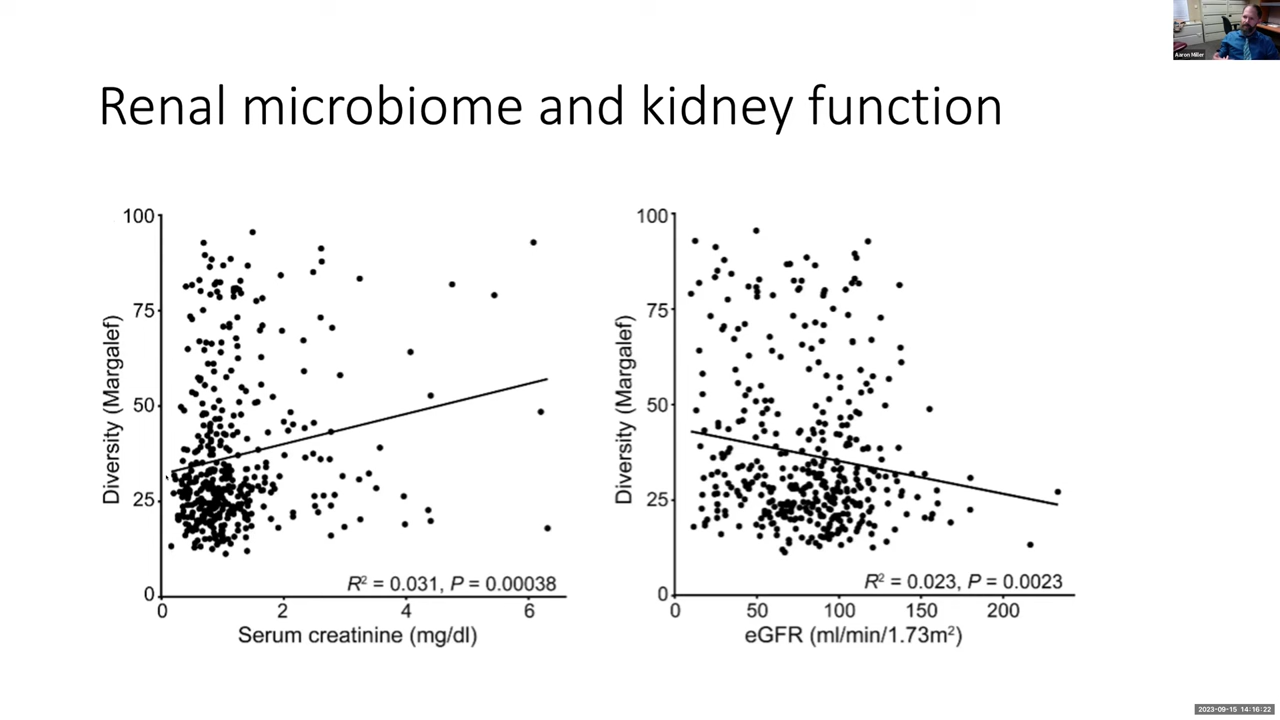 Aaron Miller
Renal microbiome and kidney function
100
75
50
25
0
Diversity (Margalef)
R² = 0.031, P = 0.00038
0 2 4 6
Serum creatinine (mg/dl)
100
75
50
25
0
Diversity (Margalef)
R² = 0.023, P = 0.0023
0 50 100 150 200
eGFR (ml/min/1.73m²)
2023-09-15 14:16:22